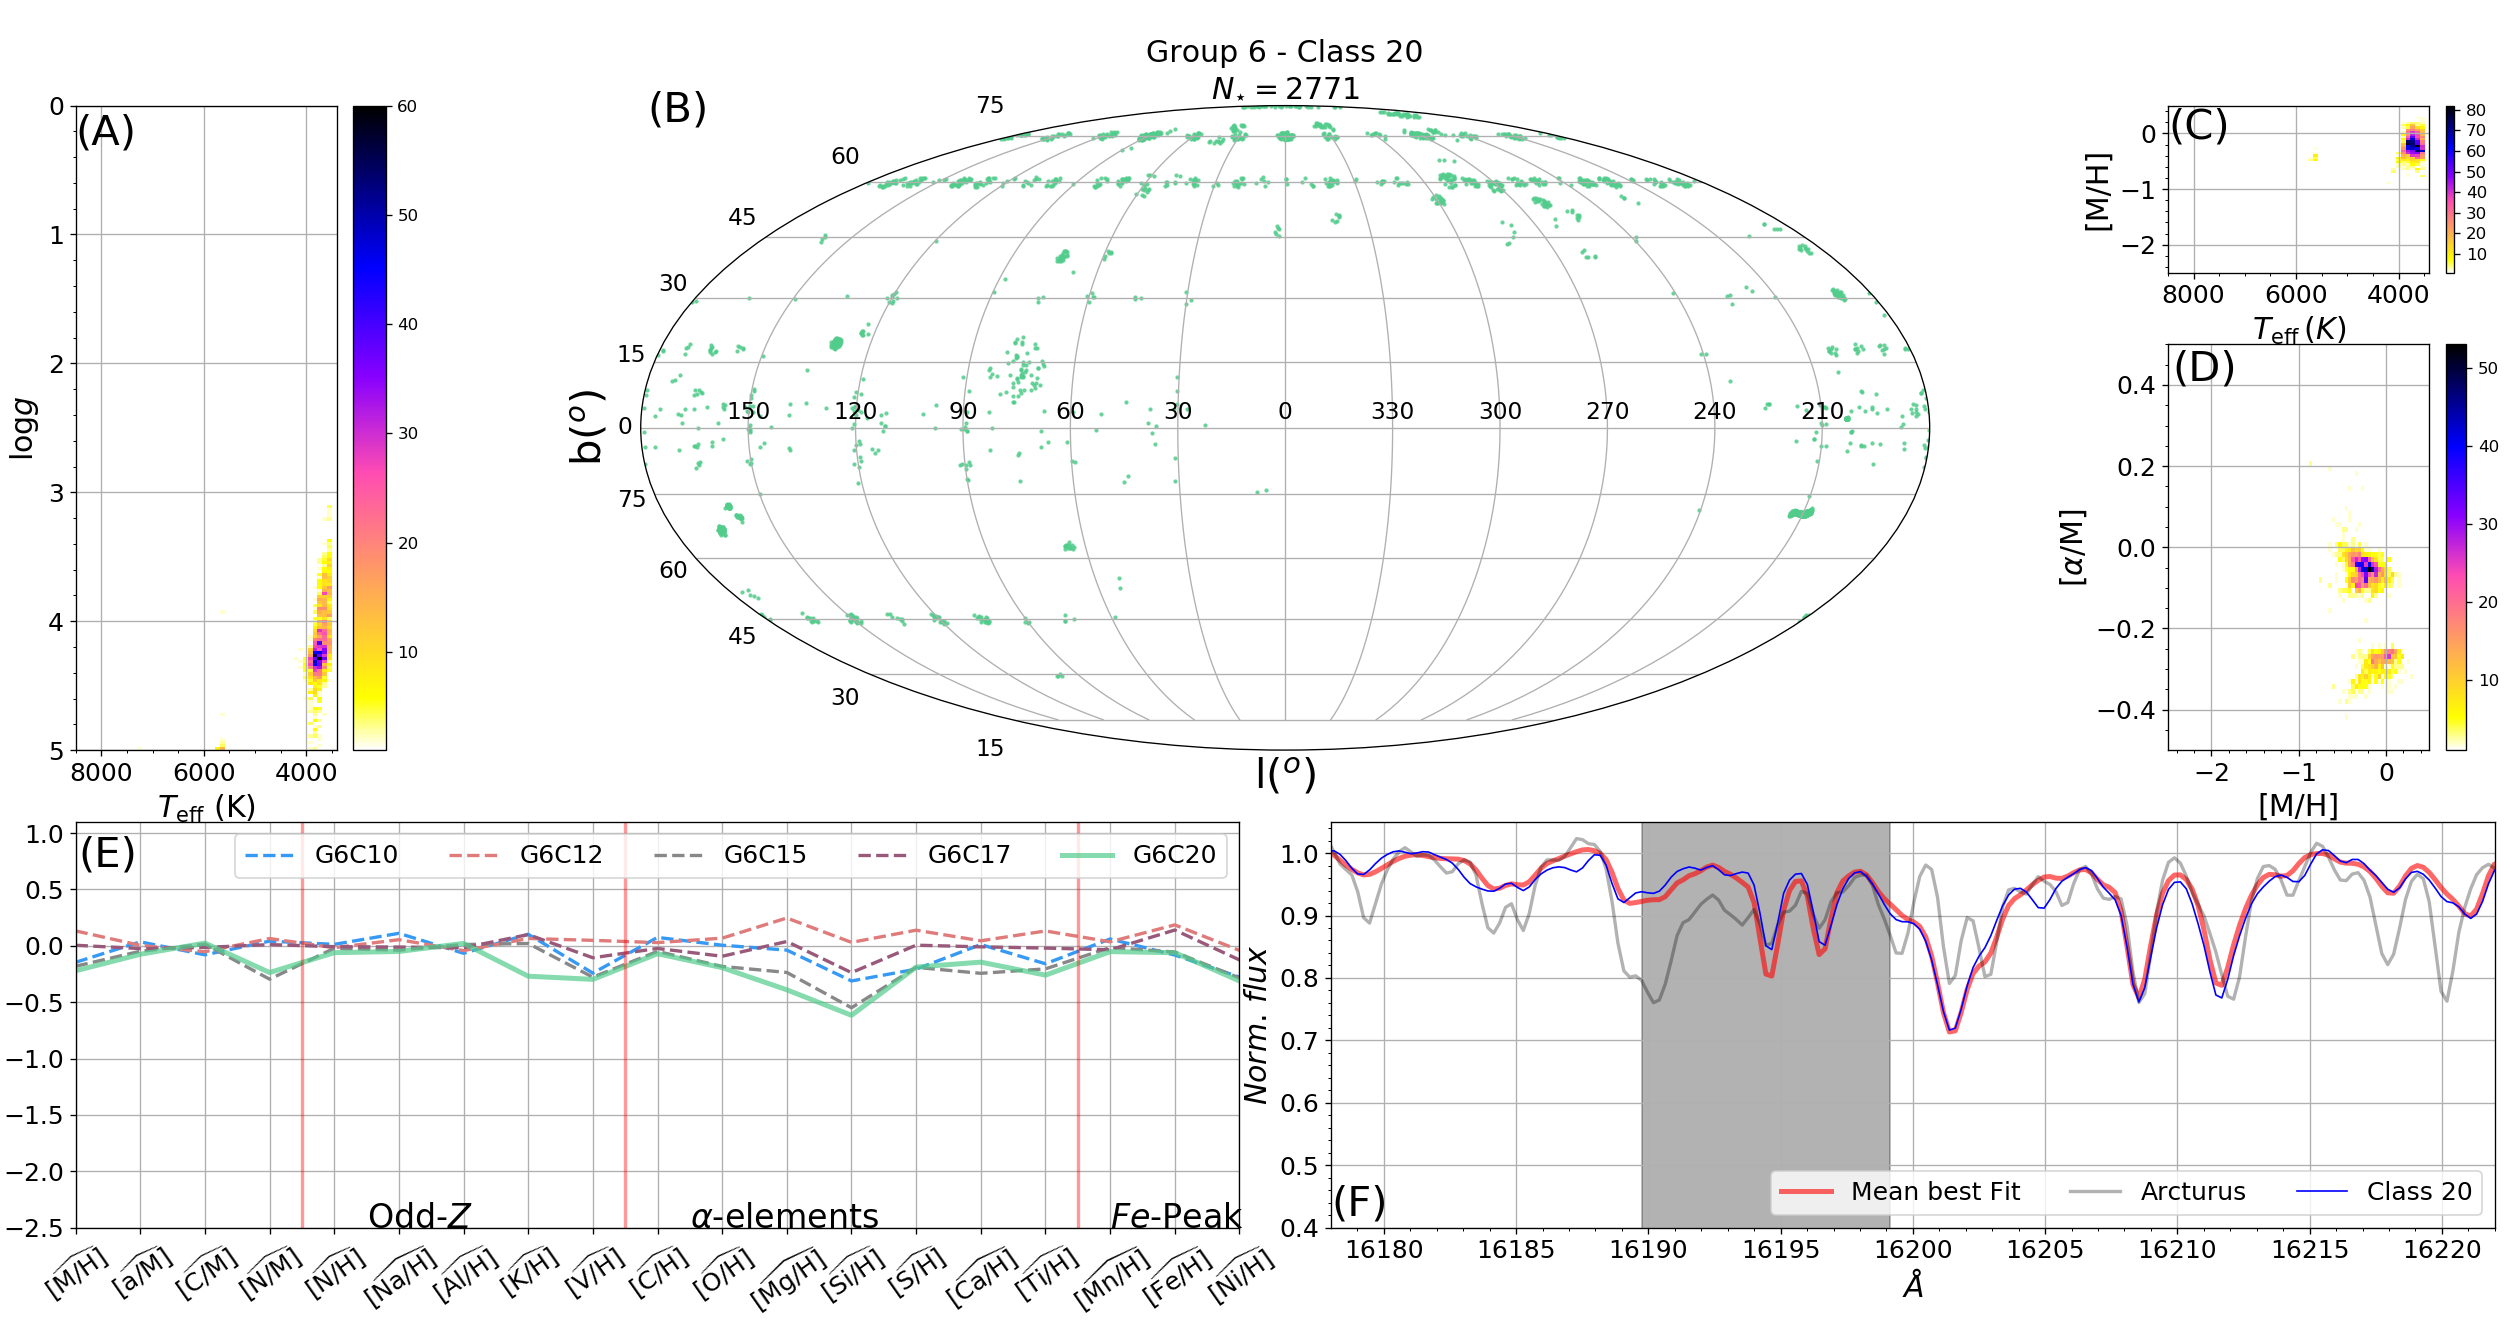 Group 6 - Class 20
N⋆ = 2771
(A)
0
1
2
3
4
5
log g
8000 6000 4000
Teff (K)
60
50
40
30
20
10
(B)
75
60
45
30
15
0
75
60
45
30
15
b(°)
150 120 90 60 30 0 330 300 270 240 210
l(°)
(C)
0
−1
−2
[M/H]
8000 6000 4000
Teff (K)
80
70
60
50
40
30
20
10
(D)
0.4
0.2
0.0
−0.2
−0.4
[α/M]
−2 −1 0
[M/H]
50
40
30
20
10
(E)
G6C10 G6C12 G6C15 G6C17 G6C20
1.0
0.5
0.0
−0.5
−1.0
−1.5
−2.0
−2.5
Odd-Z α-elements Fe-Peak
[M/H] [a/M] [C/M] [N/M] [N/H] [Na/H] [Al/H] [K/H] [V/H] [C/H] [O/H] [Mg/H] [Si/H] [S/H] [Ca/H] [Ti/H] [Mn/H] [Fe/H] [Ni/H]
(F)
1.0
0.9
0.8
0.7
0.6
0.5
0.4
Norm. flux
Mean best Fit Arcturus Class 20
16180 16185 16190 16195 16200 16205 16210 16215 16220
Å